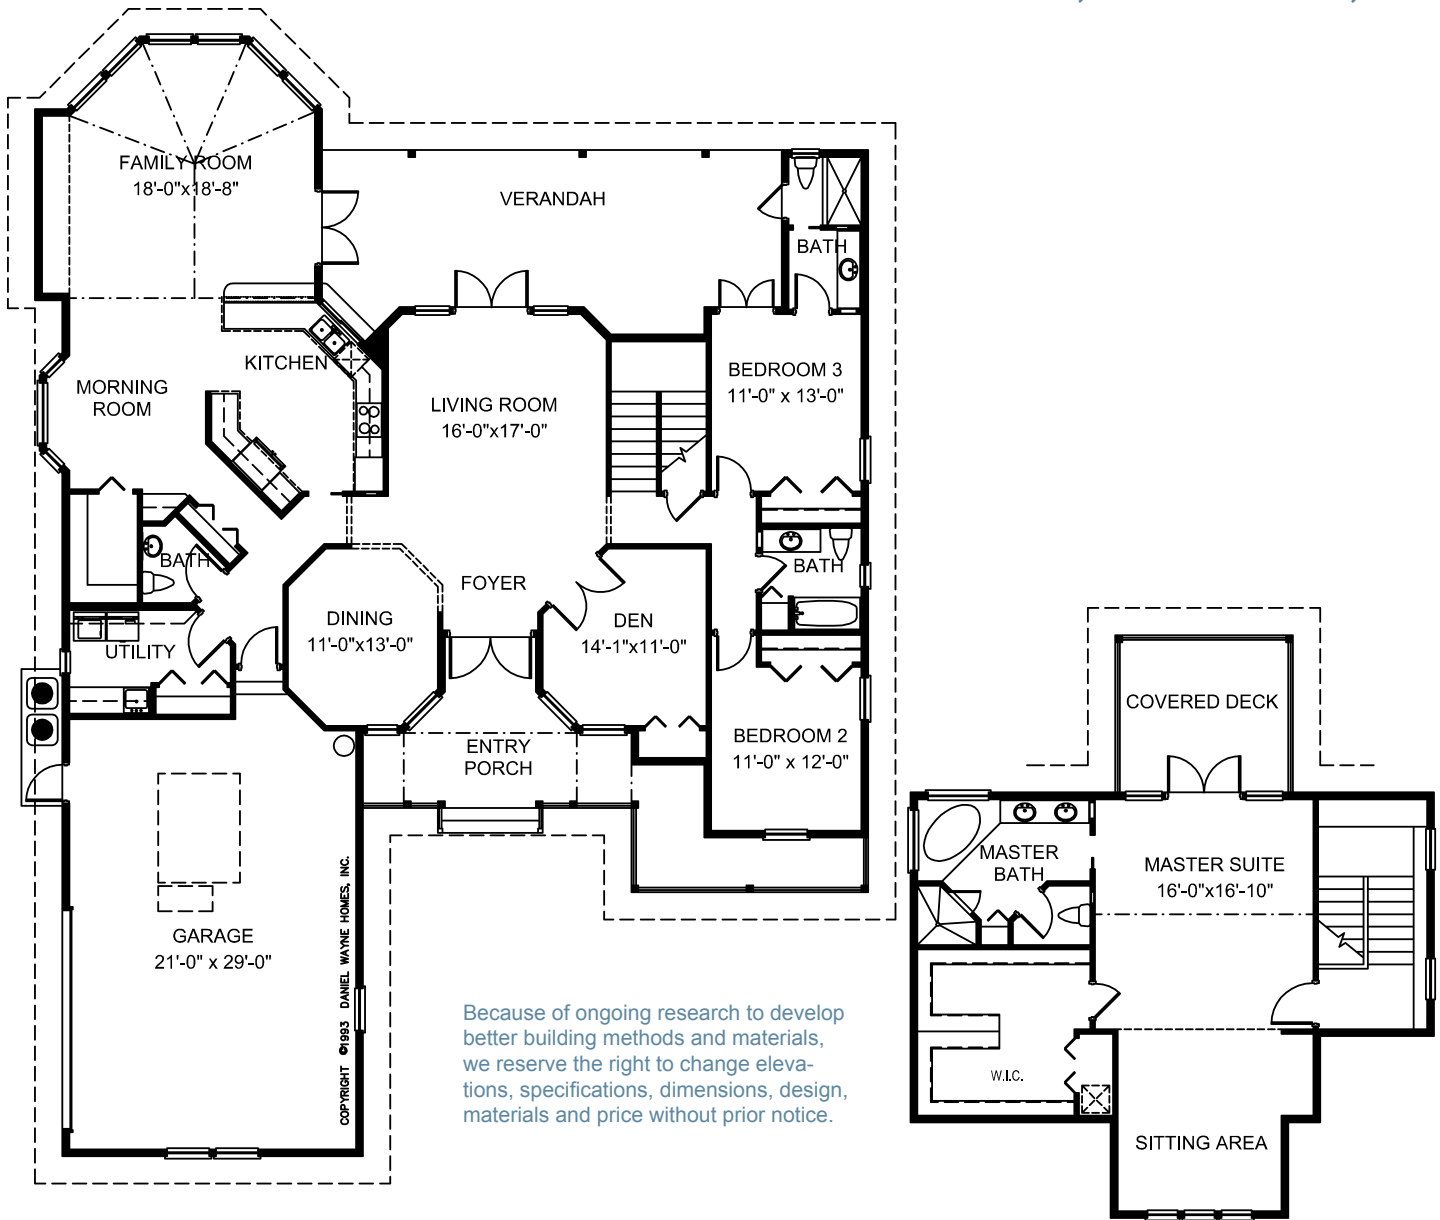 FAMILY ROOM
18'-0"x18'-8"
VERANDAH
BATH
KITCHEN
MORNING
ROOM
LIVING ROOM
16'-0"x17'-0"
BEDROOM 3
11'-0" x 13'-0"
BATH
BATH
FOYER
DINING
11'-0"x13'-0"
DEN
14'-1"x11'-0"
UTILITY
ENTRY
PORCH
BEDROOM 2
11'-0" x 12'-0"
GARAGE
21'-0" x 29'-0"
COPYRIGHT ©1993 DANIEL WAYNE HOMES, INC.
Because of ongoing research to develop
better building methods and materials,
we reserve the right to change eleva-
tions, specifications, dimensions, design,
materials and price without prior notice.
COVERED DECK
MASTER
BATH
MASTER SUITE
16'-0"x16'-10"
W.I.C.
SITTING AREA